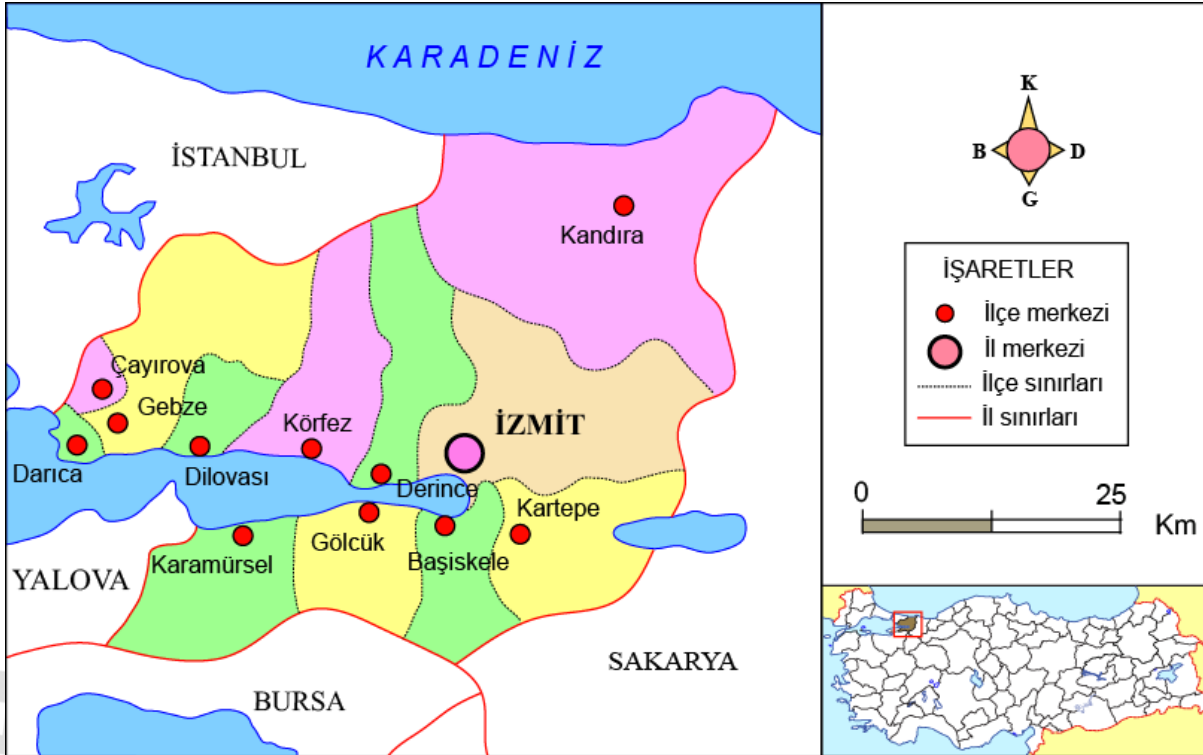 KARADENİZ
İSTANBUL
Kandıra
Çayırova
Gebze
Körfez
İZMİT
Darıca
Dilovası
Derince
Kartepe
Gölcük
Karamürsel
Başiskele
YALOVA
SAKARYA
BURSA
K
B D
G
İŞARETLER
İlçe merkezi
İl merkezi
İlçe sınırları
İl sınırları
0 25
Km